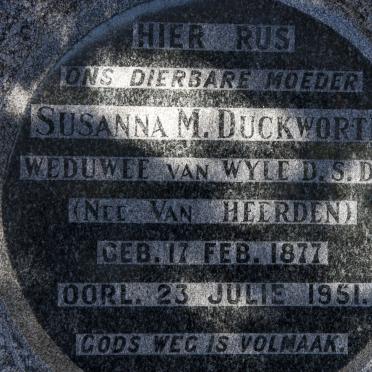 HIER RUS
ONS DIERBARE MOEDER
SUSANNA M. DUCKWORT
WEDUWEE VAN WYLE D. S. D
(NEE VAN HEERDEN)
GEB. 17 FEB. 1877
OORL. 23 JULIE 1951.
GODS WEG IS VOLMAAK.